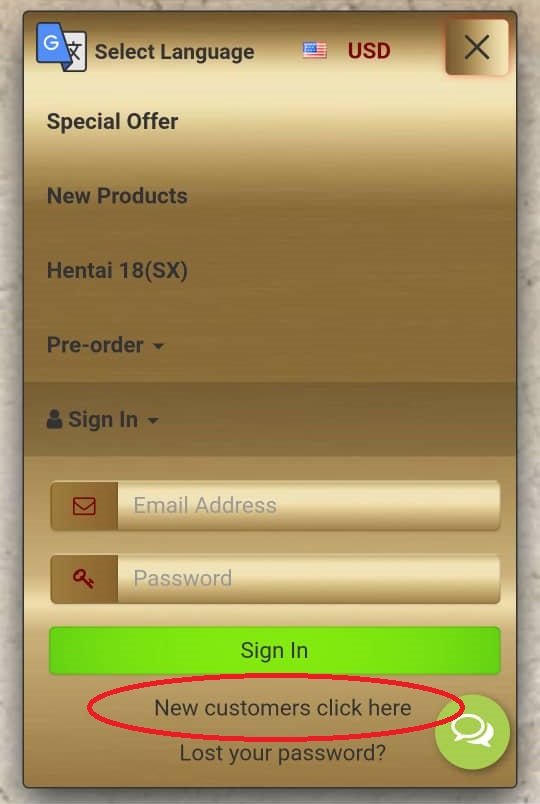 G 文
Select Language
USD
Special Offer
New Products
Hentai 18(SX)
Pre-order
Sign In
Email Address
Password
Sign In
New customers click here
Lost your password?